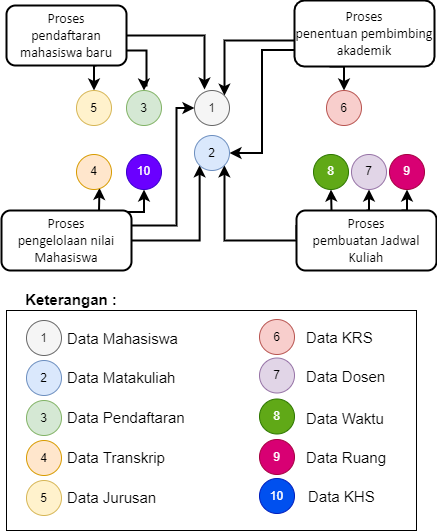 Proses
pendaftaran
mahasiswa baru
Proses
penentuan pembimbing
akademik
5
3
1
6
2
4
10
8
7
9
Proses
pengelolaan nilai
Mahasiswa
Proses
pembuatan Jadwal
Kuliah
Keterangan :
1 Data Mahasiswa
6 Data KRS
2 Data Matakuliah
7 Data Dosen
3 Data Pendaftaran
8 Data Waktu
4 Data Transkrip
9 Data Ruang
5 Data Jurusan
10 Data KHS